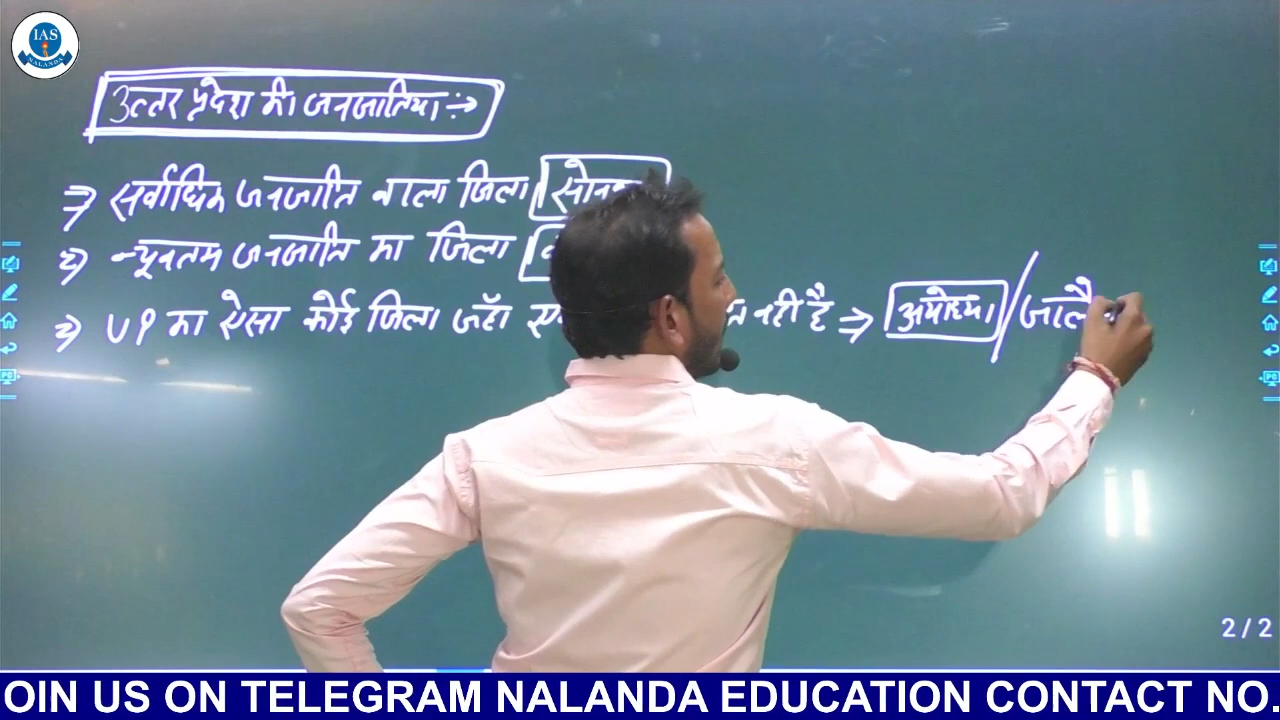 IAS
NALANDA
उत्तर प्रदेश की जनजातियां :->
=> सर्वाधिक जनजाति वाला जिला सोन
=> न्यूनतम जनजाति का जिला
=> UP का ऐसा कोई जिला जहाँ नही है => अयोध्या / जालै
2/2
OIN US ON TELEGRAM NALANDA EDUCATION CONTACT NO.